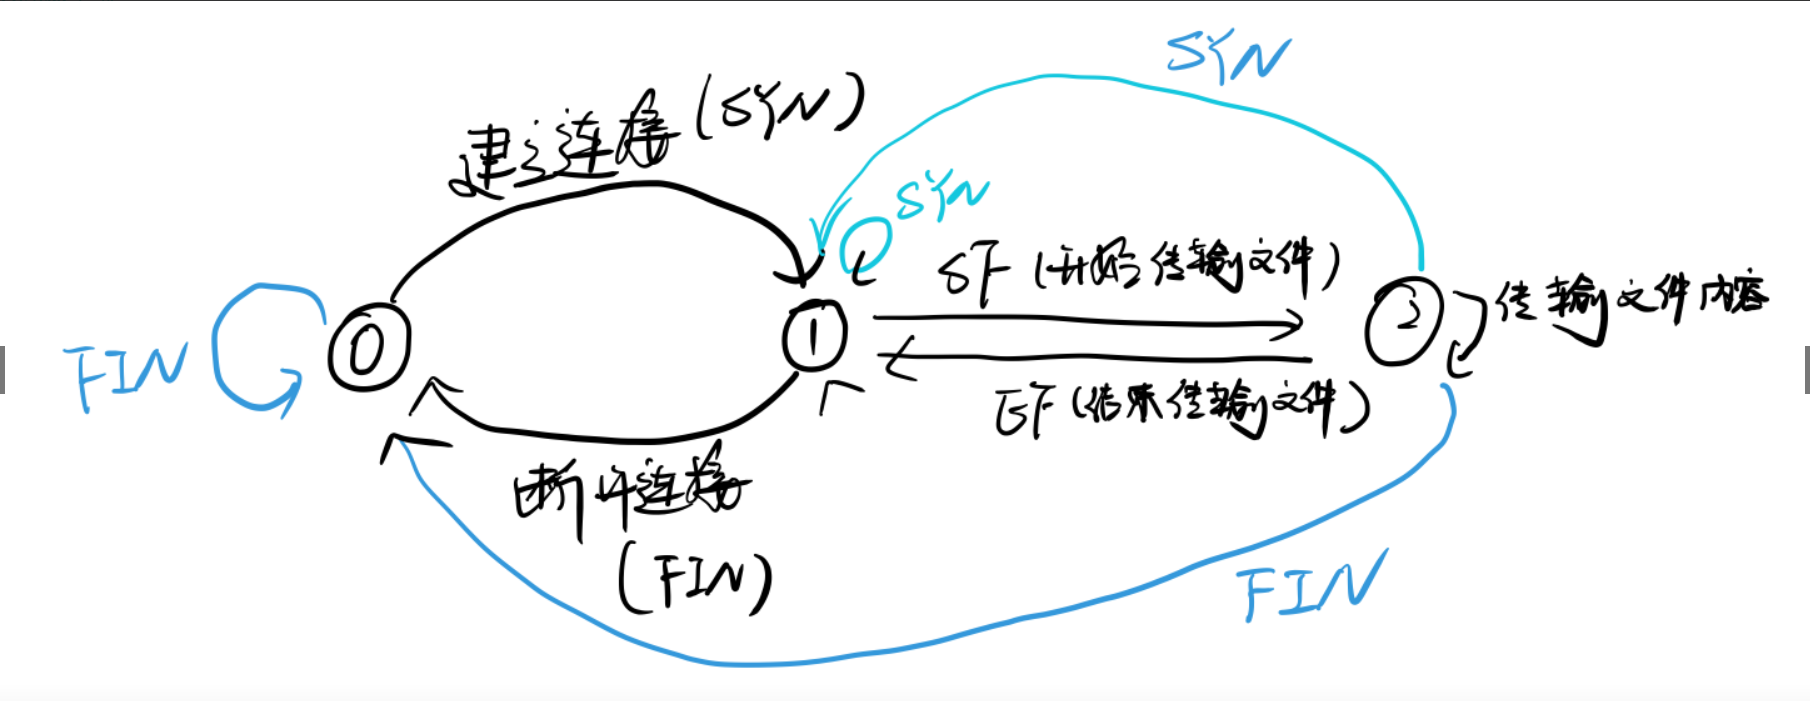 SYN
建立连接 (SYN)
SYN
SF (开始传输文件)
0
1
2
传输文件内容
FIN
EF (结束传输文件)
断开连接
(FIN)
FIN